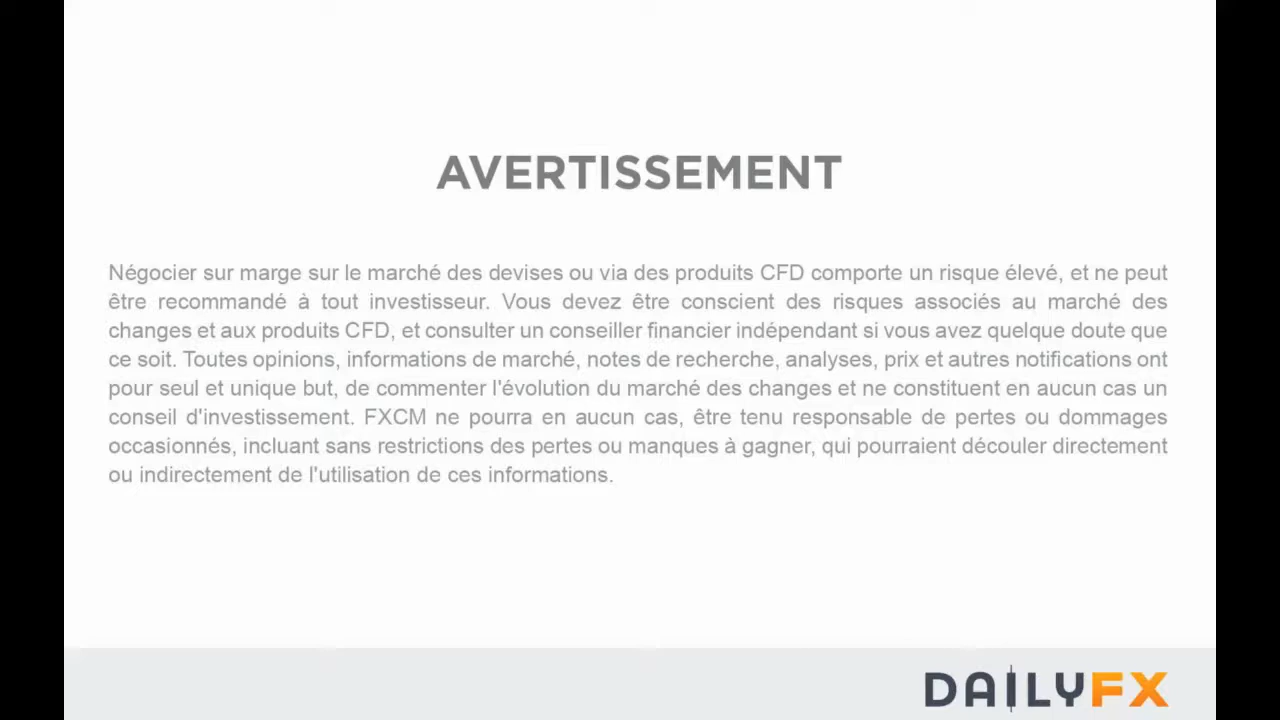 AVERTISSEMENT
Négocier sur marge sur le marché des devises ou via des produits CFD comporte un risque élevé, et ne peut
être recommandé à tout investisseur. Vous devez être conscient des risques associés au marché des
changes et aux produits CFD, et consulter un conseiller financier indépendant si vous avez quelque doute que
ce soit. Toutes opinions, informations de marché, notes de recherche, analyses, prix et autres notifications ont
pour seul et unique but, de commenter l'évolution du marché des changes et ne constituent en aucun cas un
conseil d'investissement. FXCM ne pourra en aucun cas, être tenu responsable de pertes ou dommages
occasionnés, incluant sans restrictions des pertes ou manques à gagner, qui pourraient découler directement
ou indirectement de l'utilisation de ces informations.
DAILYFX